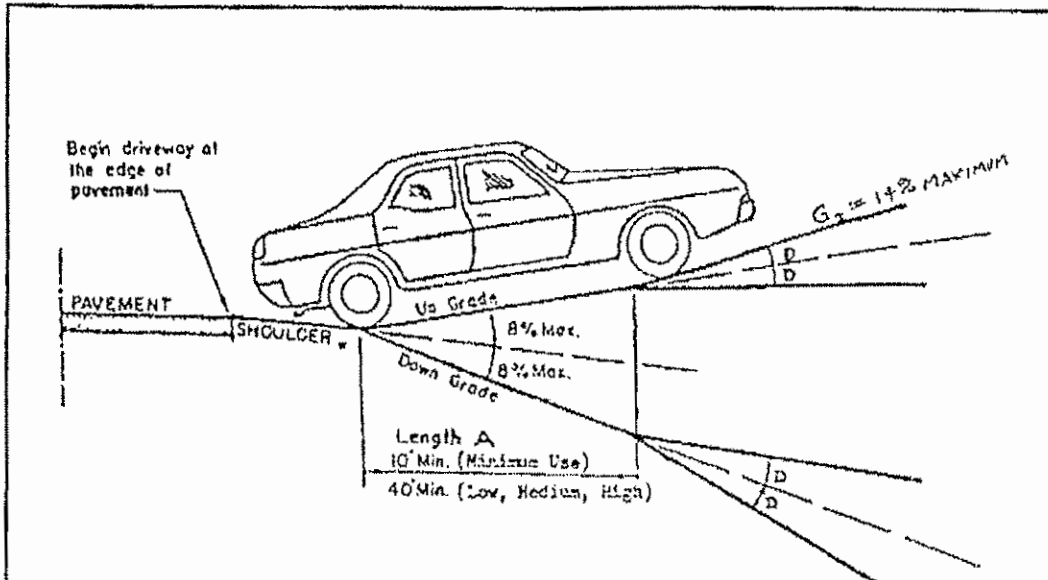 Begin driveway at
the edge of
pavement
G₂ = 14% MAXIMUM
D
D
PAVEMENT
SHOULDER
Up Grade
8% Max.
8% Max.
Down Grade
Length A
10' Min. (Minimum Use)
40' Min. (Low, Medium, High)
D
D